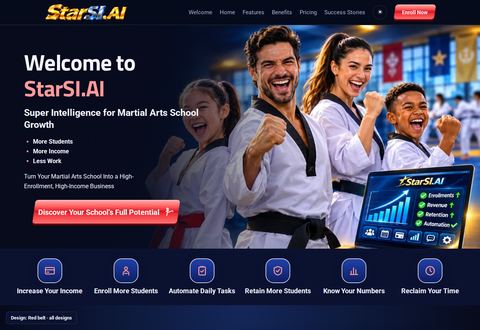 StarSI.AI
Welcome Home Features Benefits Pricing Success Stories Enroll Now
Welcome to
StarSI.AI
Super Intelligence for Martial Arts School
Growth
• More Students
• More Income
• Less Work
Turn Your Martial Arts School Into a High-
Enrollment, High-Income Business
Discover Your School's Full Potential
StarSI.AI
Enrollments
Revenue
Retention
Automation
Increase Your Income Enroll More Students Automate Daily Tasks Retain More Students Know Your Numbers Reclaim Your Time
Design: Red belt · all designs